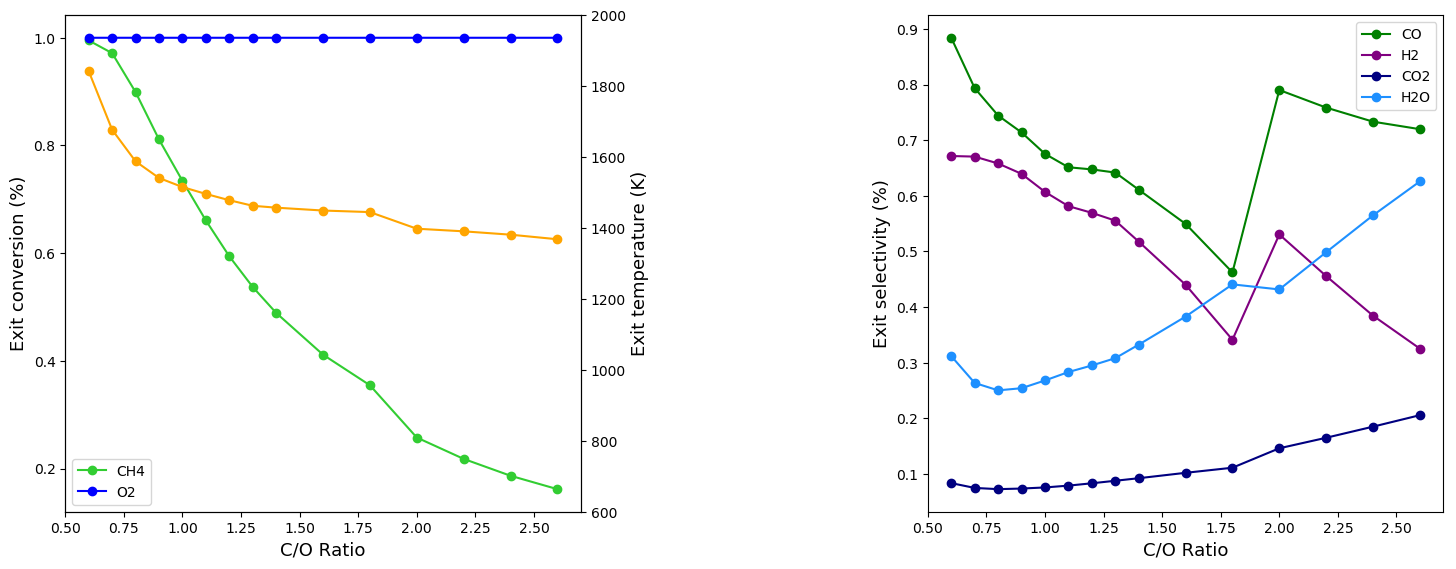 1.0
0.8
0.6
0.4
0.2
Exit conversion (%)
0.50 0.75 1.00 1.25 1.50 1.75 2.00 2.25 2.50
C/O Ratio
2000
1800
1600
1400
1200
1000
800
600
Exit temperature (K)
CH4
O2
0.9
0.8
0.7
0.6
0.5
0.4
0.3
0.2
0.1
Exit selectivity (%)
0.50 0.75 1.00 1.25 1.50 1.75 2.00 2.25 2.50
C/O Ratio
CO
H2
CO2
H2O